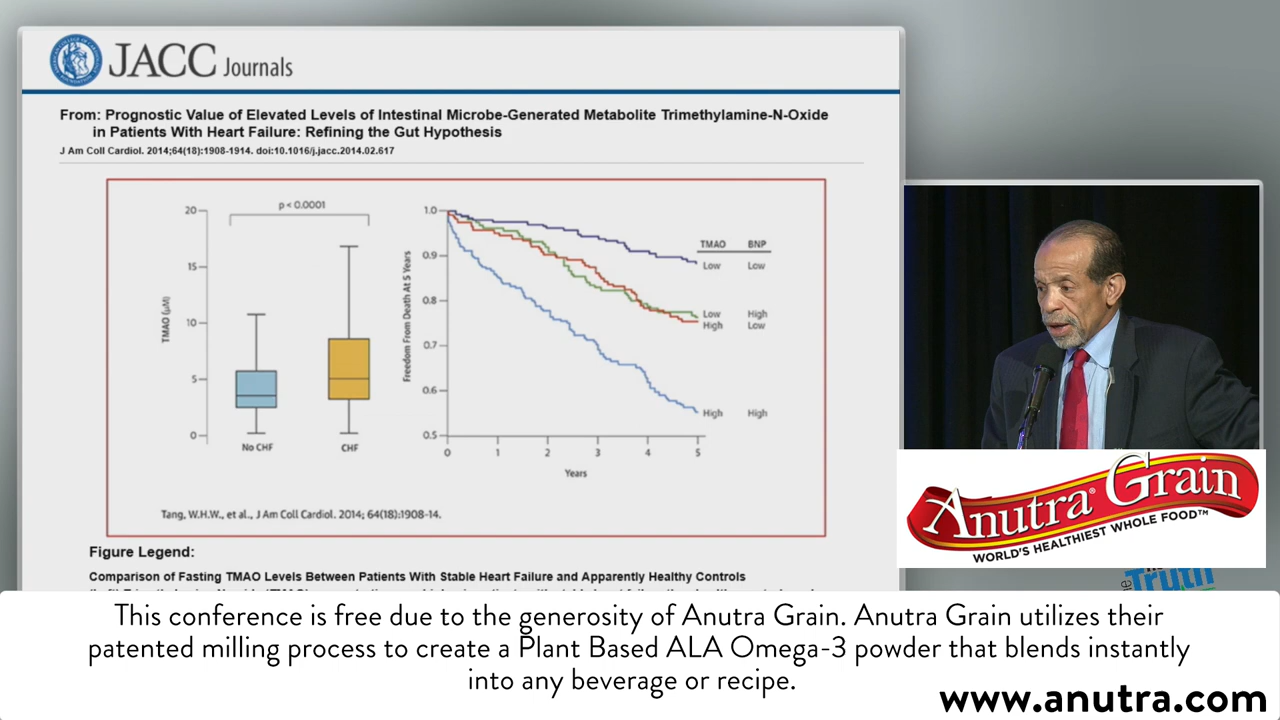 JACC Journals
From: Prognostic Value of Elevated Levels of Intestinal Microbe-Generated Metabolite Trimethylamine-N-Oxide
in Patients With Heart Failure: Refining the Gut Hypothesis
J Am Coll Cardiol. 2014;64(18):1908-1914. doi:10.1016/j.jacc.2014.02.617
p < 0.0001
TMAO (µM)
20
15
10
5
0
No CHF
CHF
Freedom From Death At 5 Years
1.0
0.9
0.8
0.7
0.6
0.5
0 1 2 3 4 5
Years
TMAO BNP
Low Low
Low High
High Low
High High
Tang, W.H.W., et al., J Am Coll Cardiol. 2014; 64(18):1908-14.
Figure Legend:
Comparison of Fasting TMAO Levels Between Patients With Stable Heart Failure and Apparently Healthy Controls
Anutra® Grain
WORLD'S HEALTHIEST WHOLE FOOD™
Truth
This conference is free due to the generosity of Anutra Grain. Anutra Grain utilizes their
patented milling process to create a Plant Based ALA Omega-3 powder that blends instantly
into any beverage or recipe.
www.anutra.com